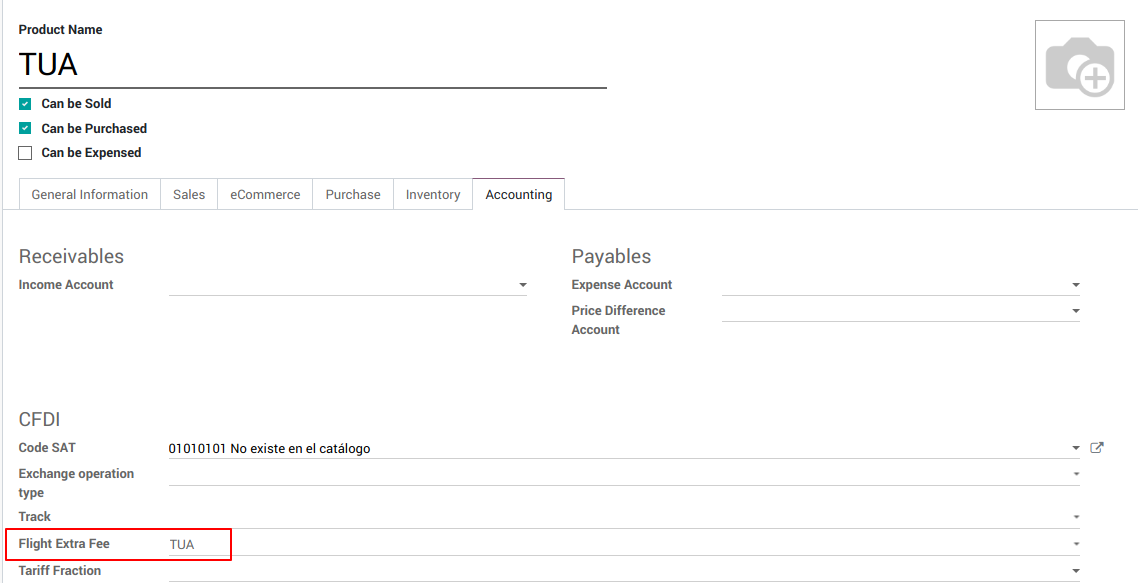 Product Name
TUA
Can be Sold
Can be Purchased
Can be Expensed
General Information Sales eCommerce Purchase Inventory Accounting
Receivables
Income Account
Payables
Expense Account
Price Difference
Account
CFDI
Code SAT 01010101 No existe en el catálogo
Exchange operation
type
Track
Flight Extra Fee TUA
Tariff Fraction